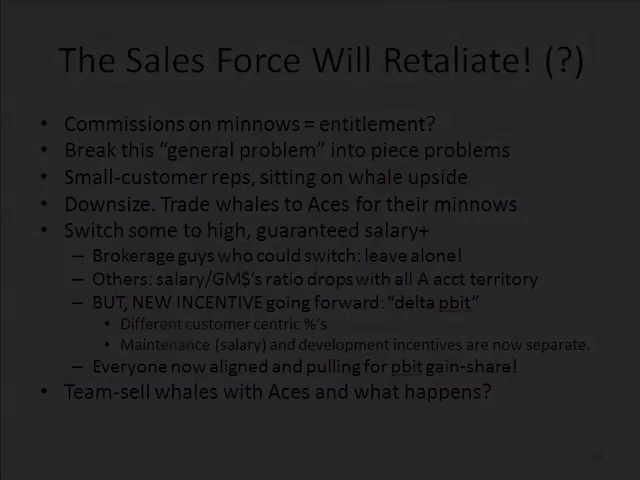 The Sales Force Will Retaliate! (?)
• Commissions on minnows = entitlement?
• Break this “general problem” into piece problems
• Small-customer reps, sitting on whale upside
• Downsize. Trade whales to Aces for their minnows
• Switch some to high, guaranteed salary+
– Brokerage guys who could switch: leave alone!
– Others: salary/GM$’s ratio drops with all A acct territory
– BUT, NEW INCENTIVE going forward: “delta pbit”
• Different customer centric %’s
• Maintenance (salary) and development incentives are now separate.
– Everyone now aligned and pulling for pbit gain-share!
• Team-sell whales with Aces and what happens?